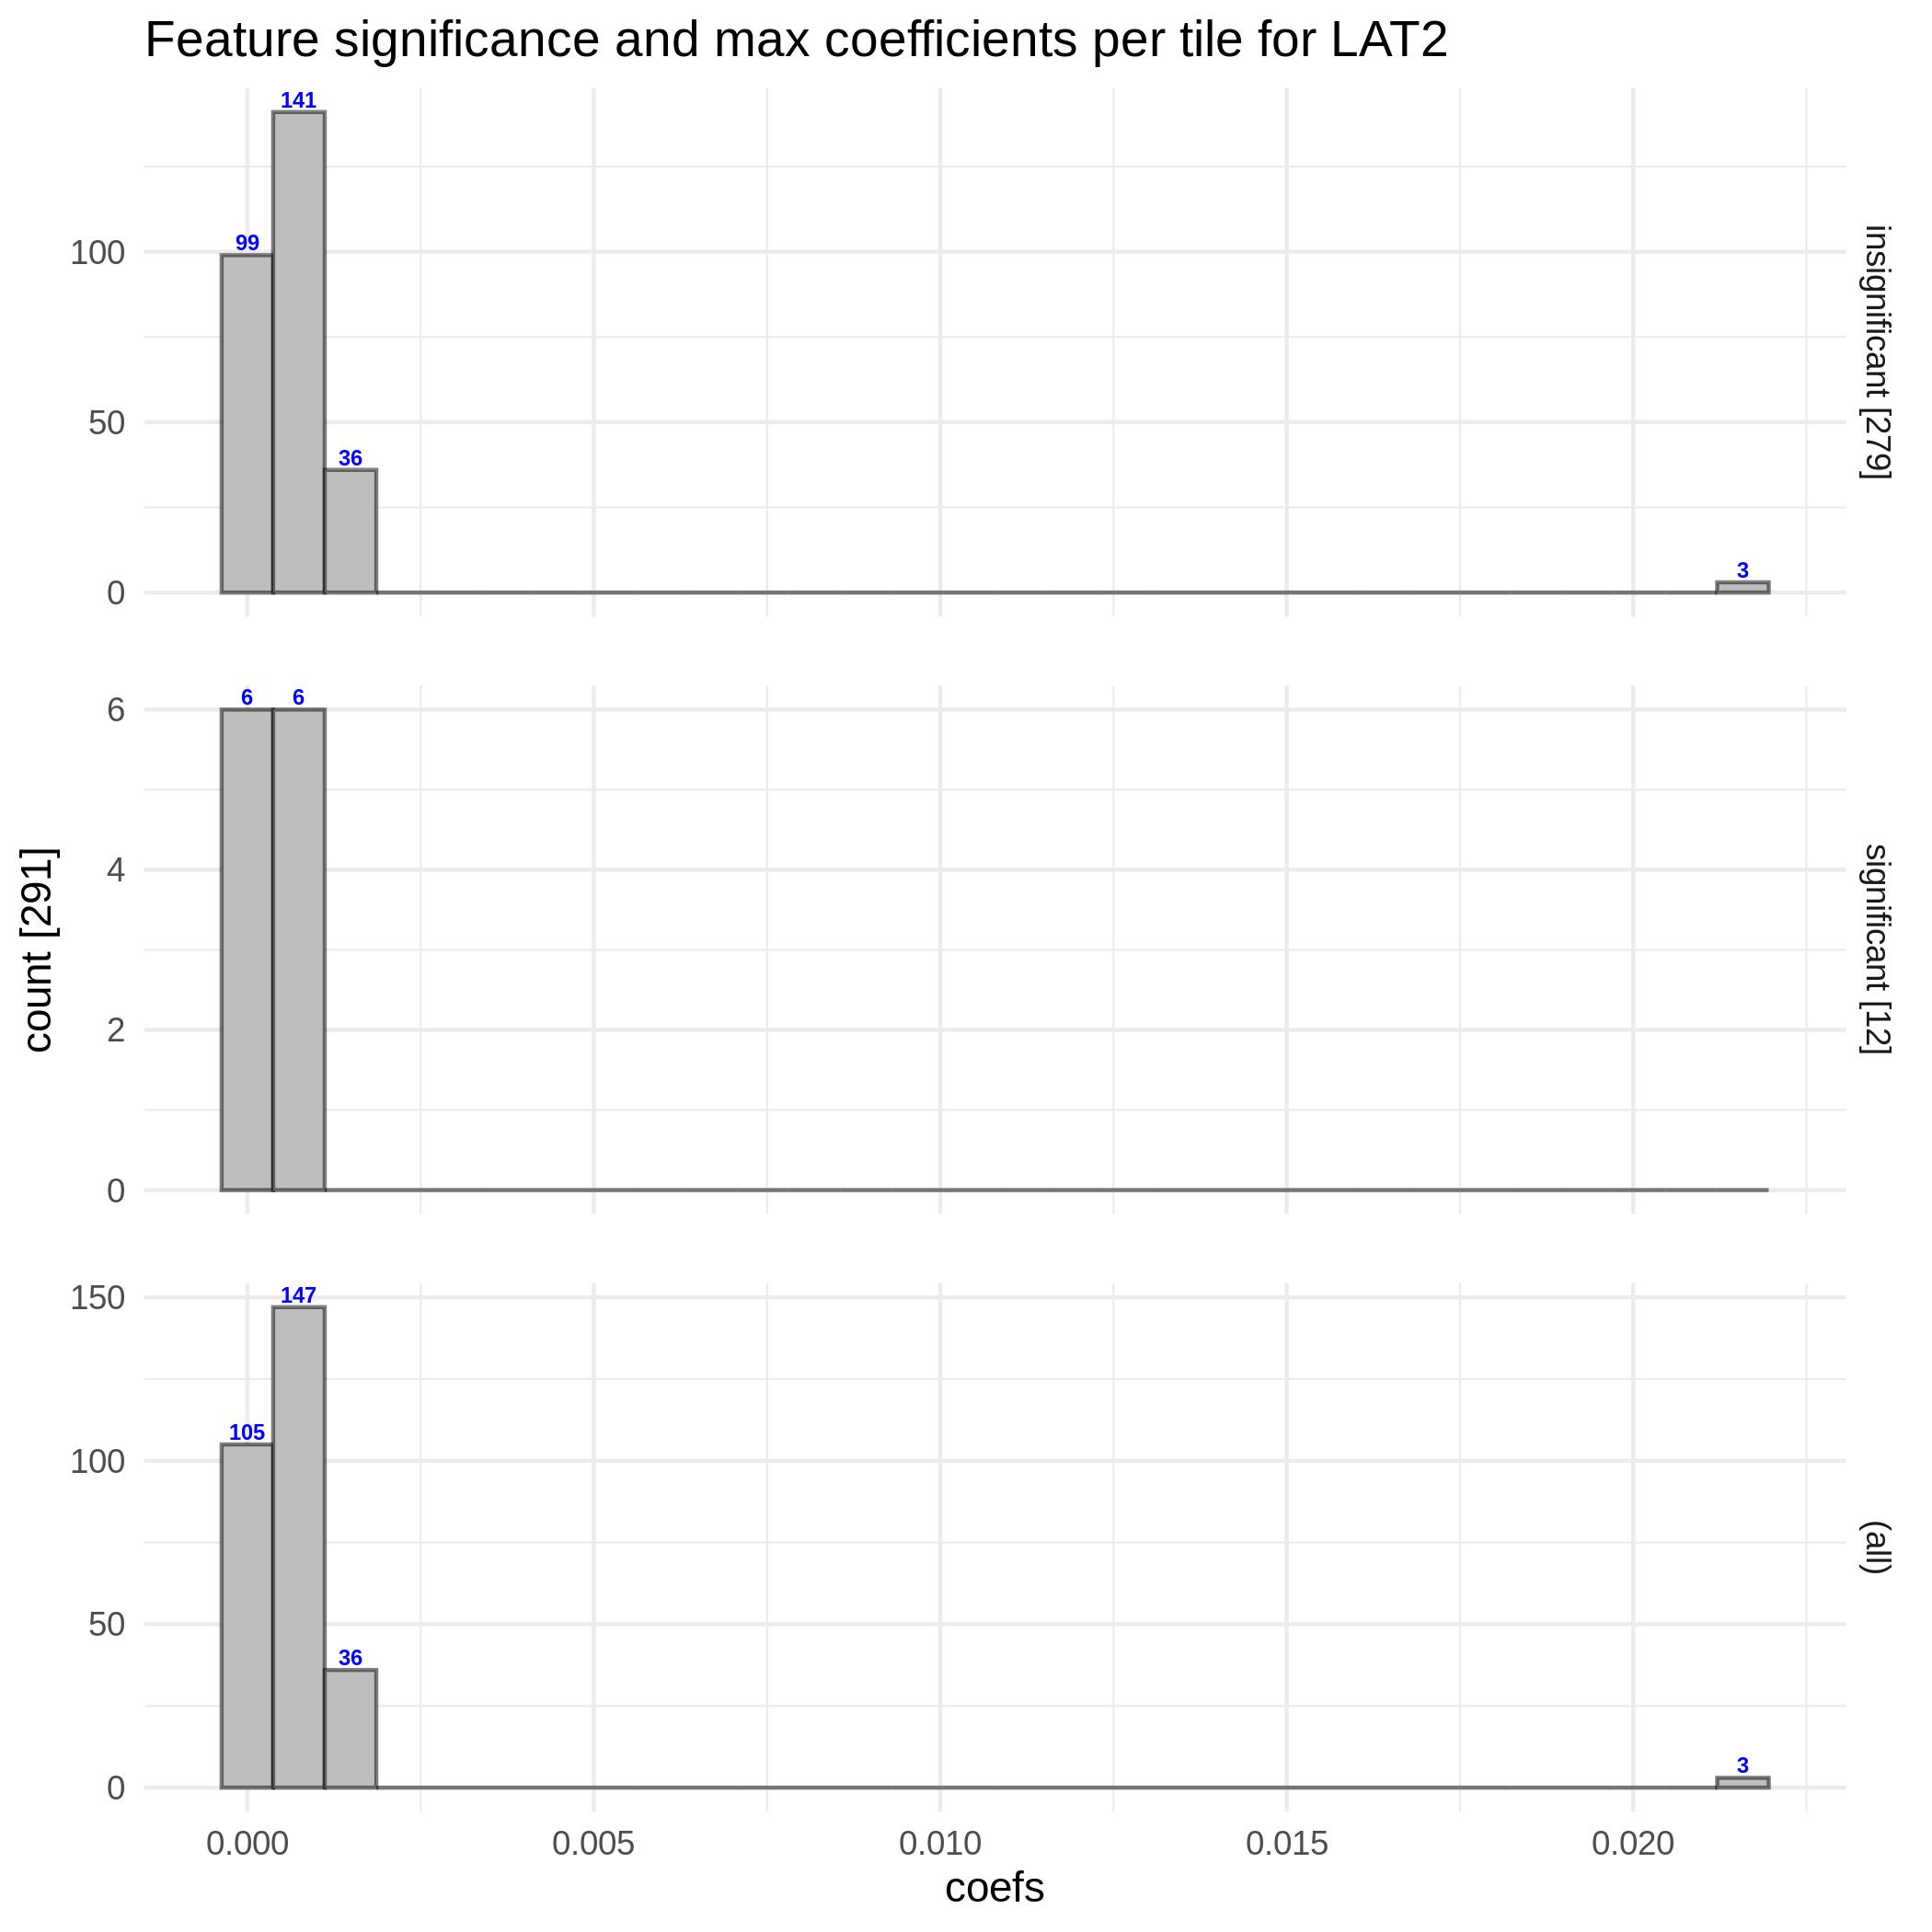 Feature significance and max coefficients per tile for LAT2
141
99
36
3
100
50
0
insignificant [279]
6 6
6
4
2
0
significant [12]
count [291]
147
105
36
3
150
100
50
0
(all)
0.000 0.005 0.010 0.015 0.020
coefs